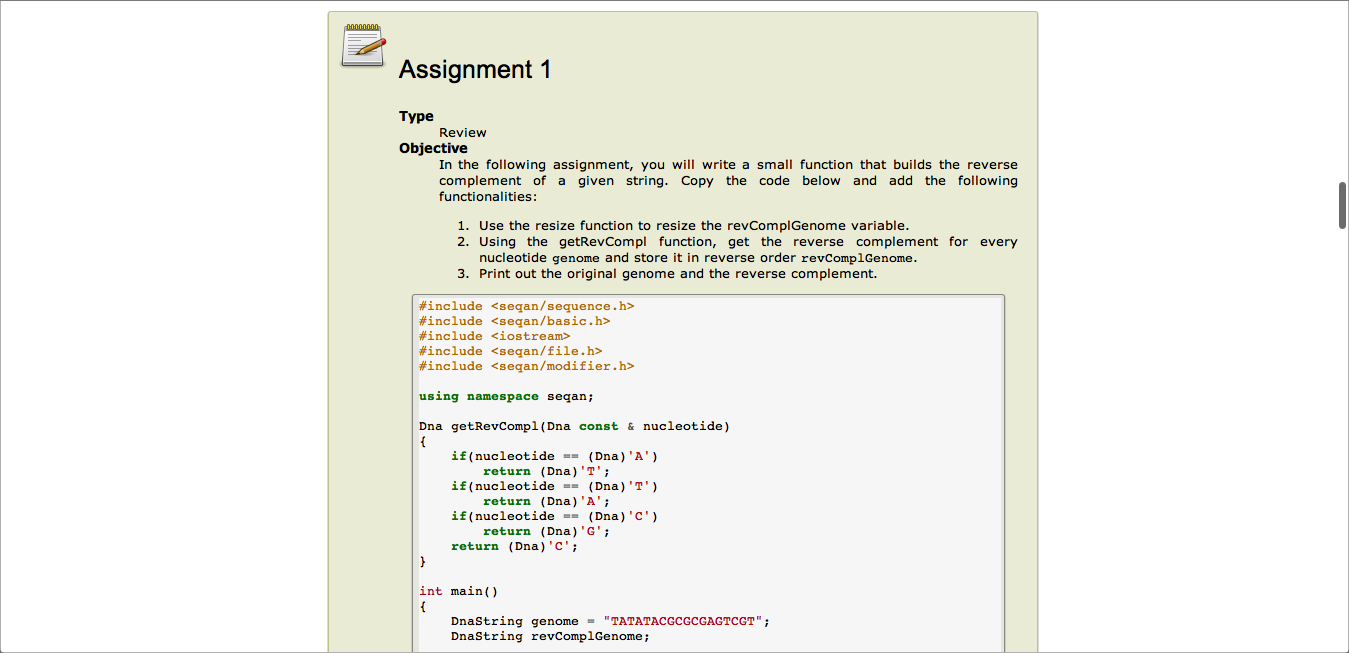 Assignment 1
Type
Review
Objective
In the following assignment, you will write a small function that builds the reverse
complement of a given string. Copy the code below and add the following
functionalities:
1. Use the resize function to resize the revComplGenome variable.
2. Using the getRevCompl function, get the reverse complement for every
nucleotide genome and store it in reverse order revComplGenome.
3. Print out the original genome and the reverse complement.
#include <seqan/sequence.h>
#include <seqan/basic.h>
#include <iostream>
#include <seqan/file.h>
#include <seqan/modifier.h>
using namespace seqan;
Dna getRevCompl(Dna const & nucleotide)
{
    if(nucleotide == (Dna)'A')
        return (Dna)'T';
    if(nucleotide == (Dna)'T')
        return (Dna)'A';
    if(nucleotide == (Dna)'C')
        return (Dna)'G';
    return (Dna)'C';
}
int main()
{
    DnaString genome = "TATATACGCGCGAGTCGT";
    DnaString revComplGenome;